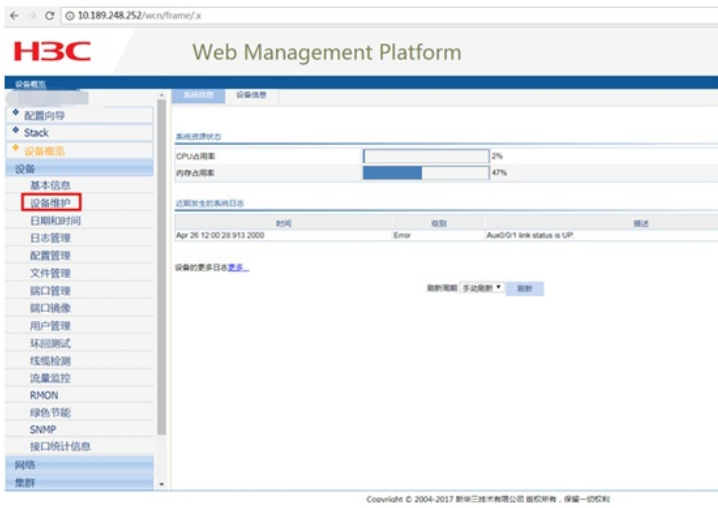 10.189.248.252/wcn/frame/.x
H3C
Web Management Platform
设备概览
系统信息 设备信息
配置向导
Stack
设备概览
设备
基本信息
设备维护
日期和时间
日志管理
配置管理
文件管理
端口管理
端口镜像
用户管理
环回测试
线缆检测
流量监控
RMON
绿色节能
SNMP
接口统计信息
网络
集群
系统资源状态
CPU占用率 2%
内存占用率 47%
近期发生的系统日志
时间 级别 描述
Apr 26 12:00:28:913 2000 Error Aux0/0/1 link status is UP.
设备的更多日志更多...
刷新周期 手动刷新 刷新
Copyright © 2004-2017 新华三技术有限公司 版权所有，保留一切权利